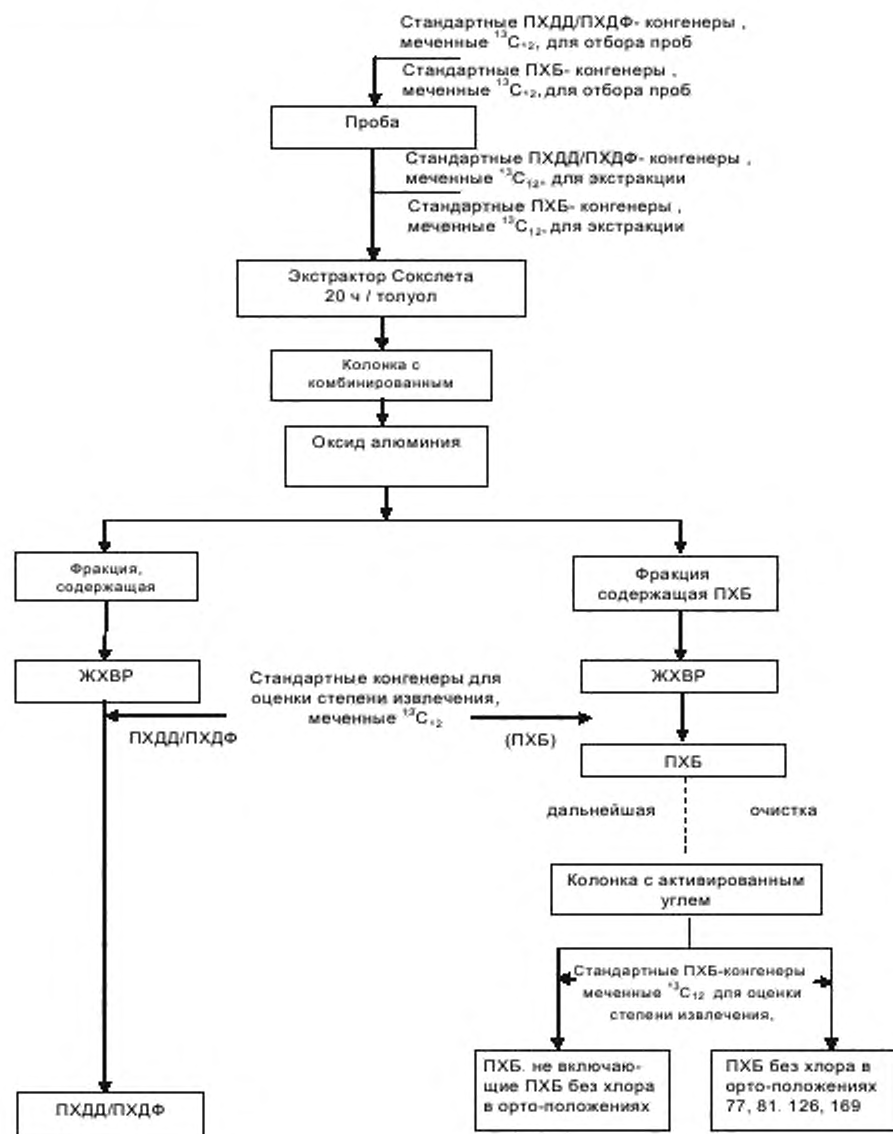 Стандартные ПХДД/ПХДФ- конгенеры ,
меченные ¹³C₁₂, для отбора проб
Стандартные ПХБ- конгенеры ,
меченные ¹³C₁₂, для отбора проб
Проба
Стандартные ПХДД/ПХДФ- конгенеры ,
меченные ¹³C₁₂, для экстракции
Стандартные ПХБ- конгенеры ,
меченные ¹³C₁₂, для экстракции
Экстрактор Сокслета
20 ч / толуол
Колонка с
комбинированным
Оксид алюминия
Фракция,
содержащая
Фракция
содержащая ПХБ
ЖХВР
Стандартные конгенеры для
оценки степени извлечения,
меченные ¹³C₁₂
ЖХВР
ПХДД/ПХДФ
(ПХБ)
ПХБ
дальнейшая очистка
Колонка с активированным
углем
Стандартные ПХБ-конгенеры
меченные ¹³C₁₂ для оценки
степени извлечения,
ПХБ. не включаю-
щие ПХБ без хлора
в орто-положениях
ПХБ без хлора в
орто-положениях
77, 81. 126, 169
ПХДД/ПХДФ